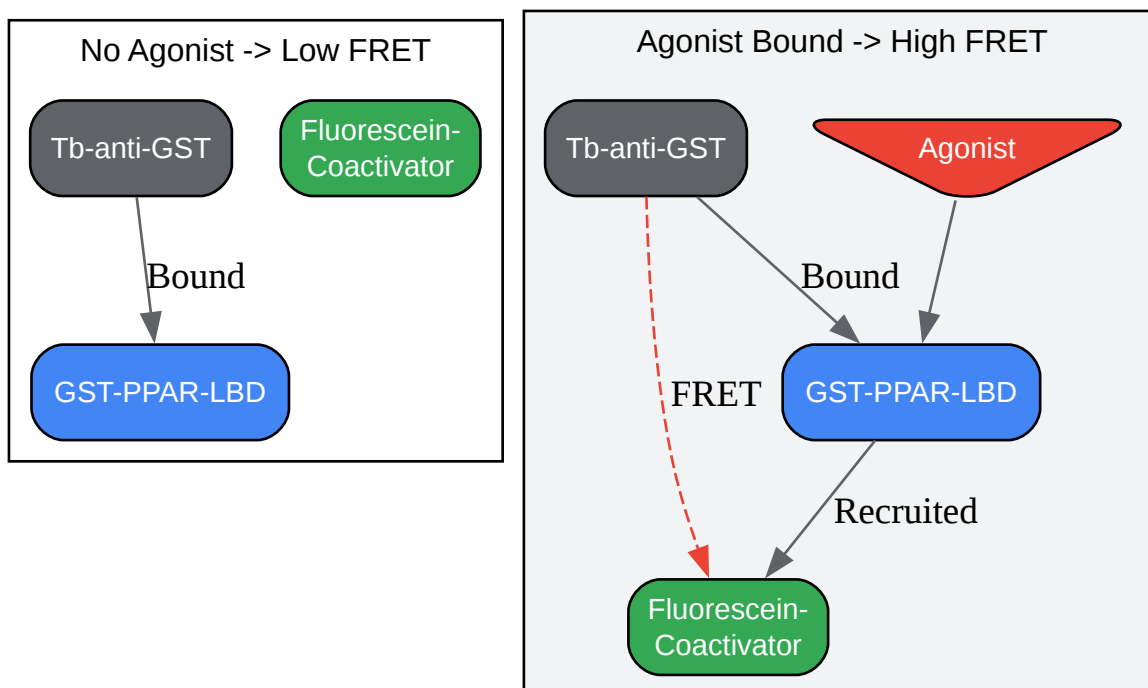 No Agonist -> Low FRET
Tb-anti-GST
Fluorescein-
Coactivator
Bound
GST-PPAR-LBD
Agonist Bound -> High FRET
Tb-anti-GST
Agonist
Bound
FRET
GST-PPAR-LBD
Recruited
Fluorescein-
Coactivator